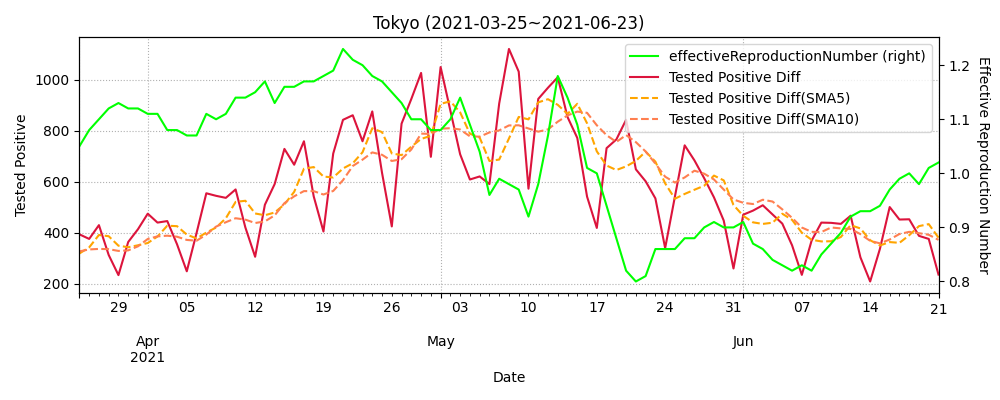 Tokyo (2021-03-25~2021-06-23)
effectiveReproductionNumber (right)
Tested Positive Diff
Tested Positive Diff(SMA5)
Tested Positive Diff(SMA10)
Tested Positive
1000
800
600
400
200
1.2
1.1
1.0
0.9
0.8
Effective Reproduction Number
29 05 12 19 26 03 10 17 24 31 07 14 21
Apr May Jun
2021
Date